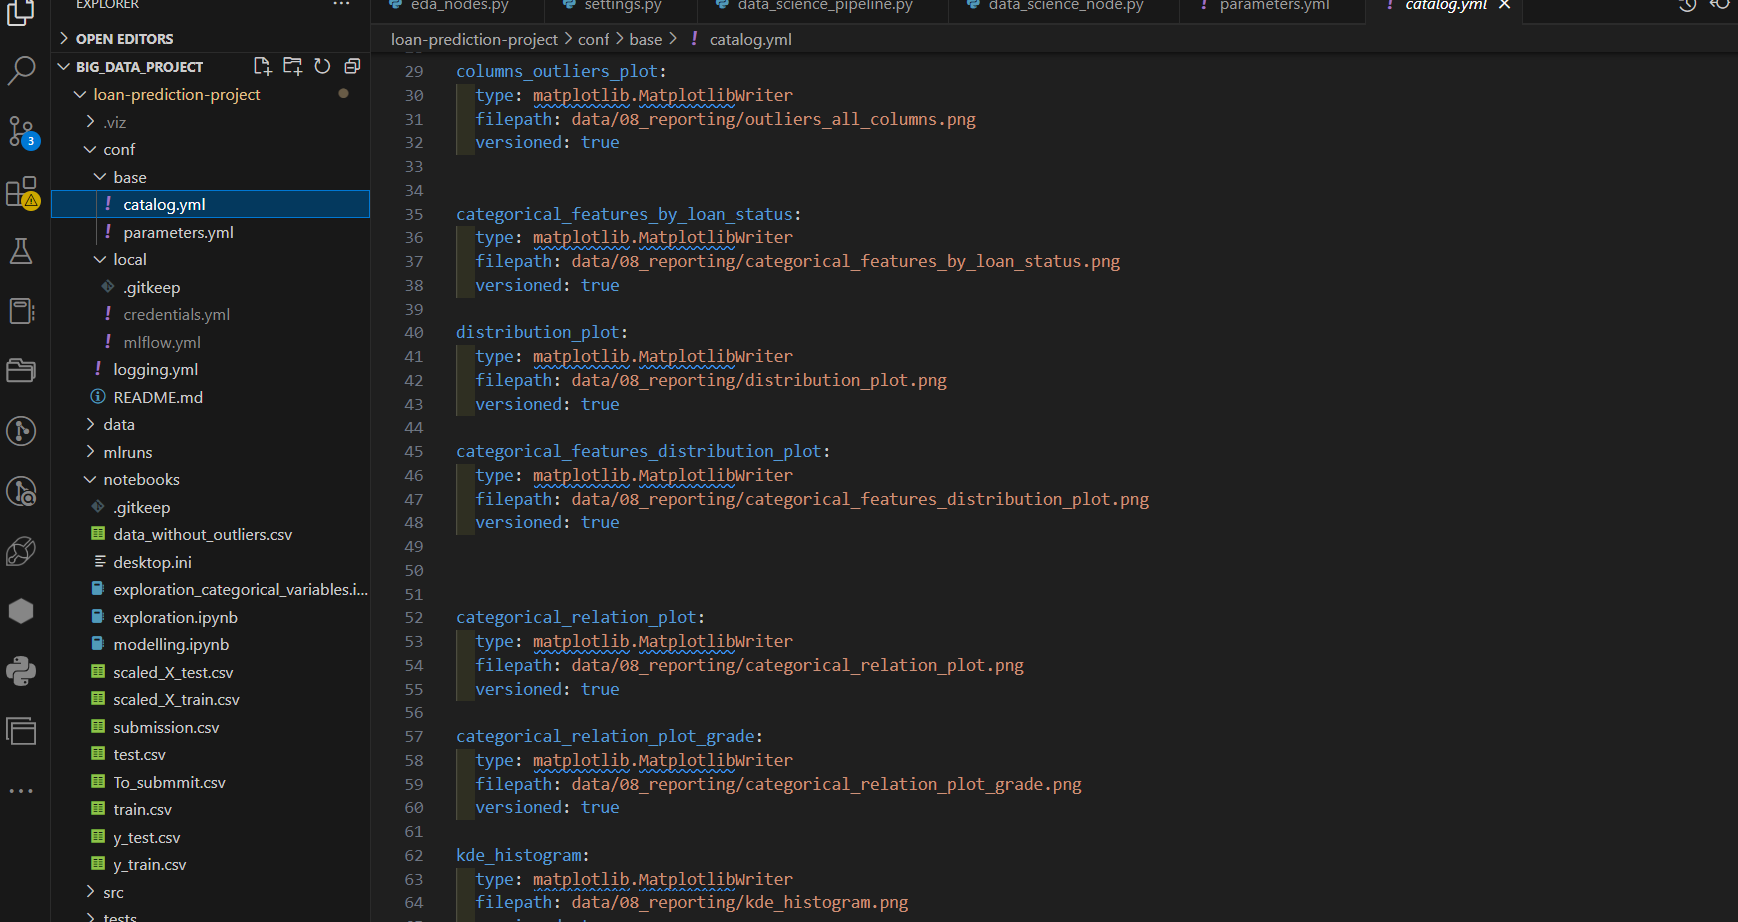 EXPLORER
OPEN EDITORS
BIG_DATA_PROJECT
loan-prediction-project
.viz
conf
base
catalog.yml
parameters.yml
local
.gitkeep
credentials.yml
mlflow.yml
logging.yml
README.md
data
mlruns
notebooks
.gitkeep
data_without_outliers.csv
desktop.ini
exploration_categorical_variables.i...
exploration.ipynb
modelling.ipynb
scaled_X_test.csv
scaled_X_train.csv
submission.csv
test.csv
To_submmit.csv
train.csv
y_test.csv
y_train.csv
src
tests
3
eda_nodes.py settings.py data_science_pipeline.py data_science_node.py parameters.yml catalog.yml
loan-prediction-project > conf > base > ! catalog.yml
29 columns_outliers_plot:
30 type: matplotlib.MatplotlibWriter
31 filepath: data/08_reporting/outliers_all_columns.png
32 versioned: true
33
34
35 categorical_features_by_loan_status:
36 type: matplotlib.MatplotlibWriter
37 filepath: data/08_reporting/categorical_features_by_loan_status.png
38 versioned: true
39
40 distribution_plot:
41 type: matplotlib.MatplotlibWriter
42 filepath: data/08_reporting/distribution_plot.png
43 versioned: true
44
45 categorical_features_distribution_plot:
46 type: matplotlib.MatplotlibWriter
47 filepath: data/08_reporting/categorical_features_distribution_plot.png
48 versioned: true
49
50
51
52 categorical_relation_plot:
53 type: matplotlib.MatplotlibWriter
54 filepath: data/08_reporting/categorical_relation_plot.png
55 versioned: true
56
57 categorical_relation_plot_grade:
58 type: matplotlib.MatplotlibWriter
59 filepath: data/08_reporting/categorical_relation_plot_grade.png
60 versioned: true
61
62 kde_histogram:
63 type: matplotlib.MatplotlibWriter
64 filepath: data/08_reporting/kde_histogram.png